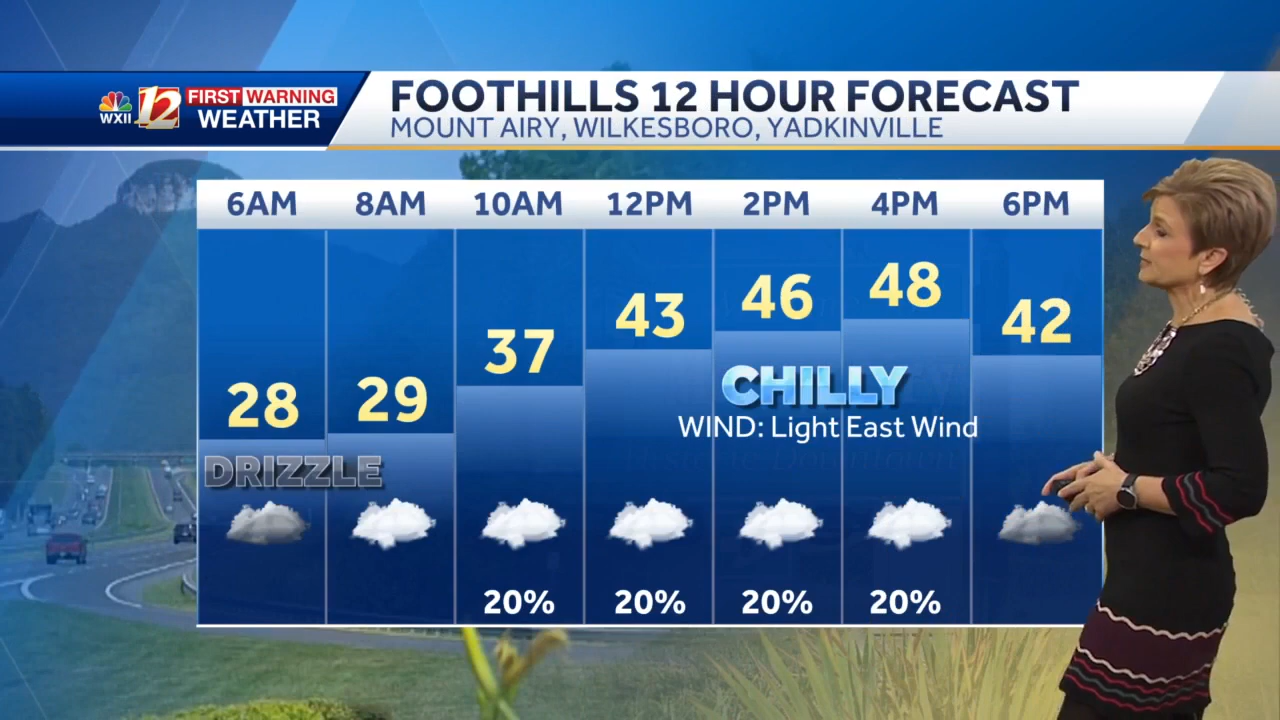 WXII 12 FIRST WARNING
WEATHER
FOOTHILLS 12 HOUR FORECAST
MOUNT AIRY, WILKESBORO, YADKINVILLE
6AM 8AM 10AM 12PM 2PM 4PM 6PM
28 29 37 43 46 48 42
DRIZZLE
CHILLY
WIND: Light East Wind
20% 20% 20% 20%